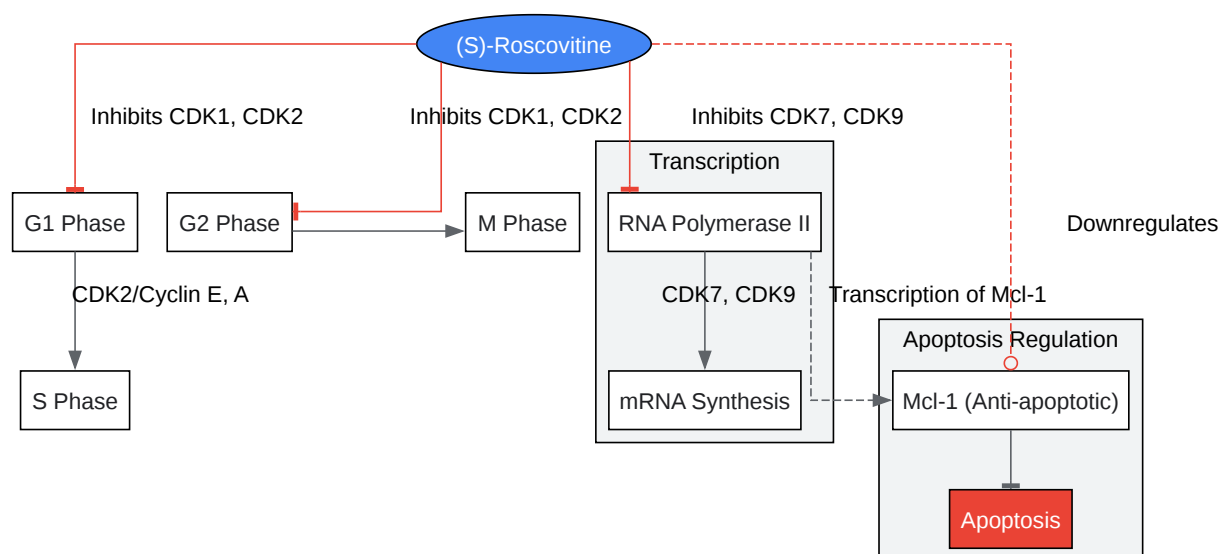 (S)-Roscovitine
Inhibits CDK1, CDK2
Inhibits CDK1, CDK2
Inhibits CDK7, CDK9
Transcription
G1 Phase
G2 Phase
M Phase
RNA Polymerase II
Downregulates
CDK2/Cyclin E, A
CDK7, CDK9
Transcription of Mcl-1
Apoptosis Regulation
S Phase
mRNA Synthesis
Mcl-1 (Anti-apoptotic)
Apoptosis